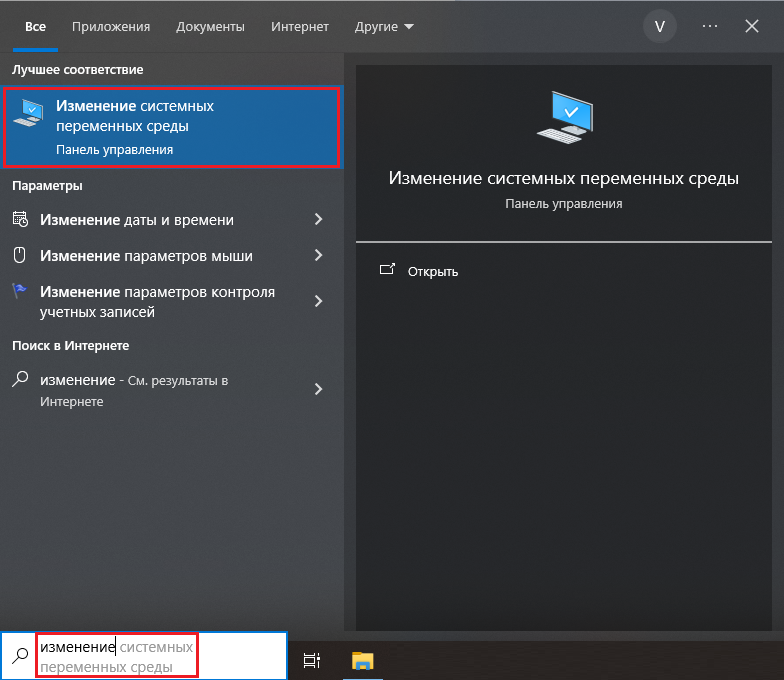 Все Приложения Документы Интернет Другие V ...
Лучшее соответствие
Изменение системных
переменных среды
Панель управления
Параметры
Изменение даты и времени
Изменение параметров мыши
Изменение параметров контроля
учетных записей
Поиск в Интернете
изменение - См. результаты в
Интернете
Изменение системных переменных среды
Панель управления
Открыть
изменение системных
переменных среды